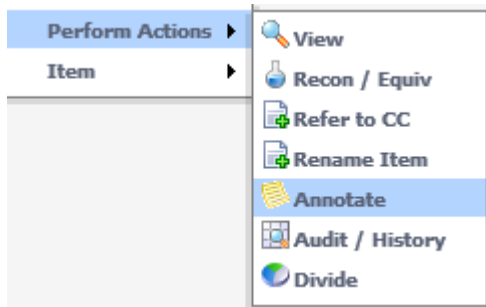 Perform Actions
Item
View
Recon / Equiv
Refer to CC
Rename Item
Annotate
Audit / History
Divide